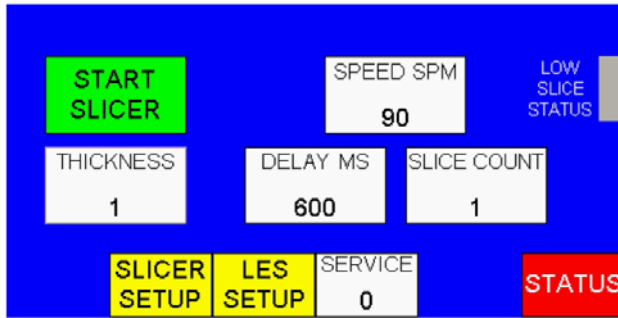 START
SLICER
SPEED SPM
90
LOW
SLICE
STATUS
THICKNESS
1
DELAY MS
600
SLICE COUNT
1
SLICER
SETUP
LES
SETUP
SERVICE
0
STATUS